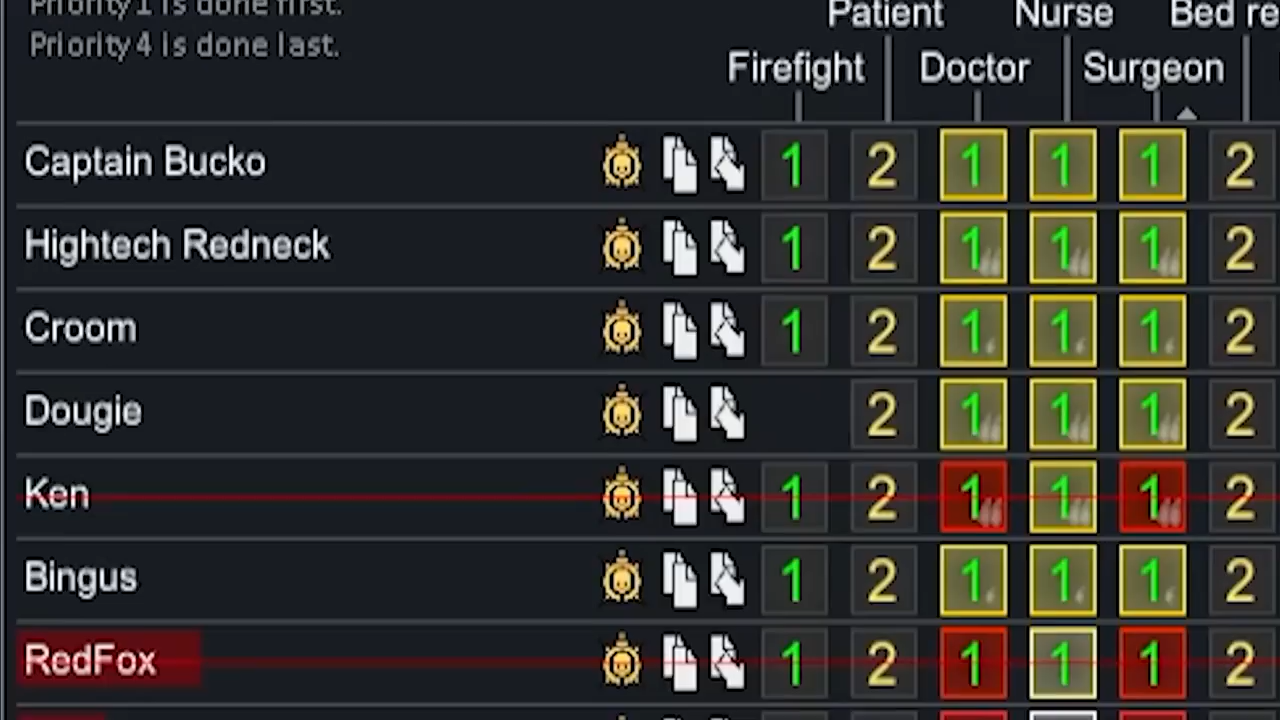 Priority 1 is done first.
Priority 4 is done last.
Patient Nurse Bed re
Firefight Doctor Surgeon
Captain Bucko 1 2 1 1 1 2
Hightech Redneck 1 2 1 1 1 2
Croom 1 2 1 1 1 2
Dougie 2 1 1 1 2
Ken 1 2 1 1 1 2
Bingus 1 2 1 1 1 2
RedFox 1 2 1 1 1 2